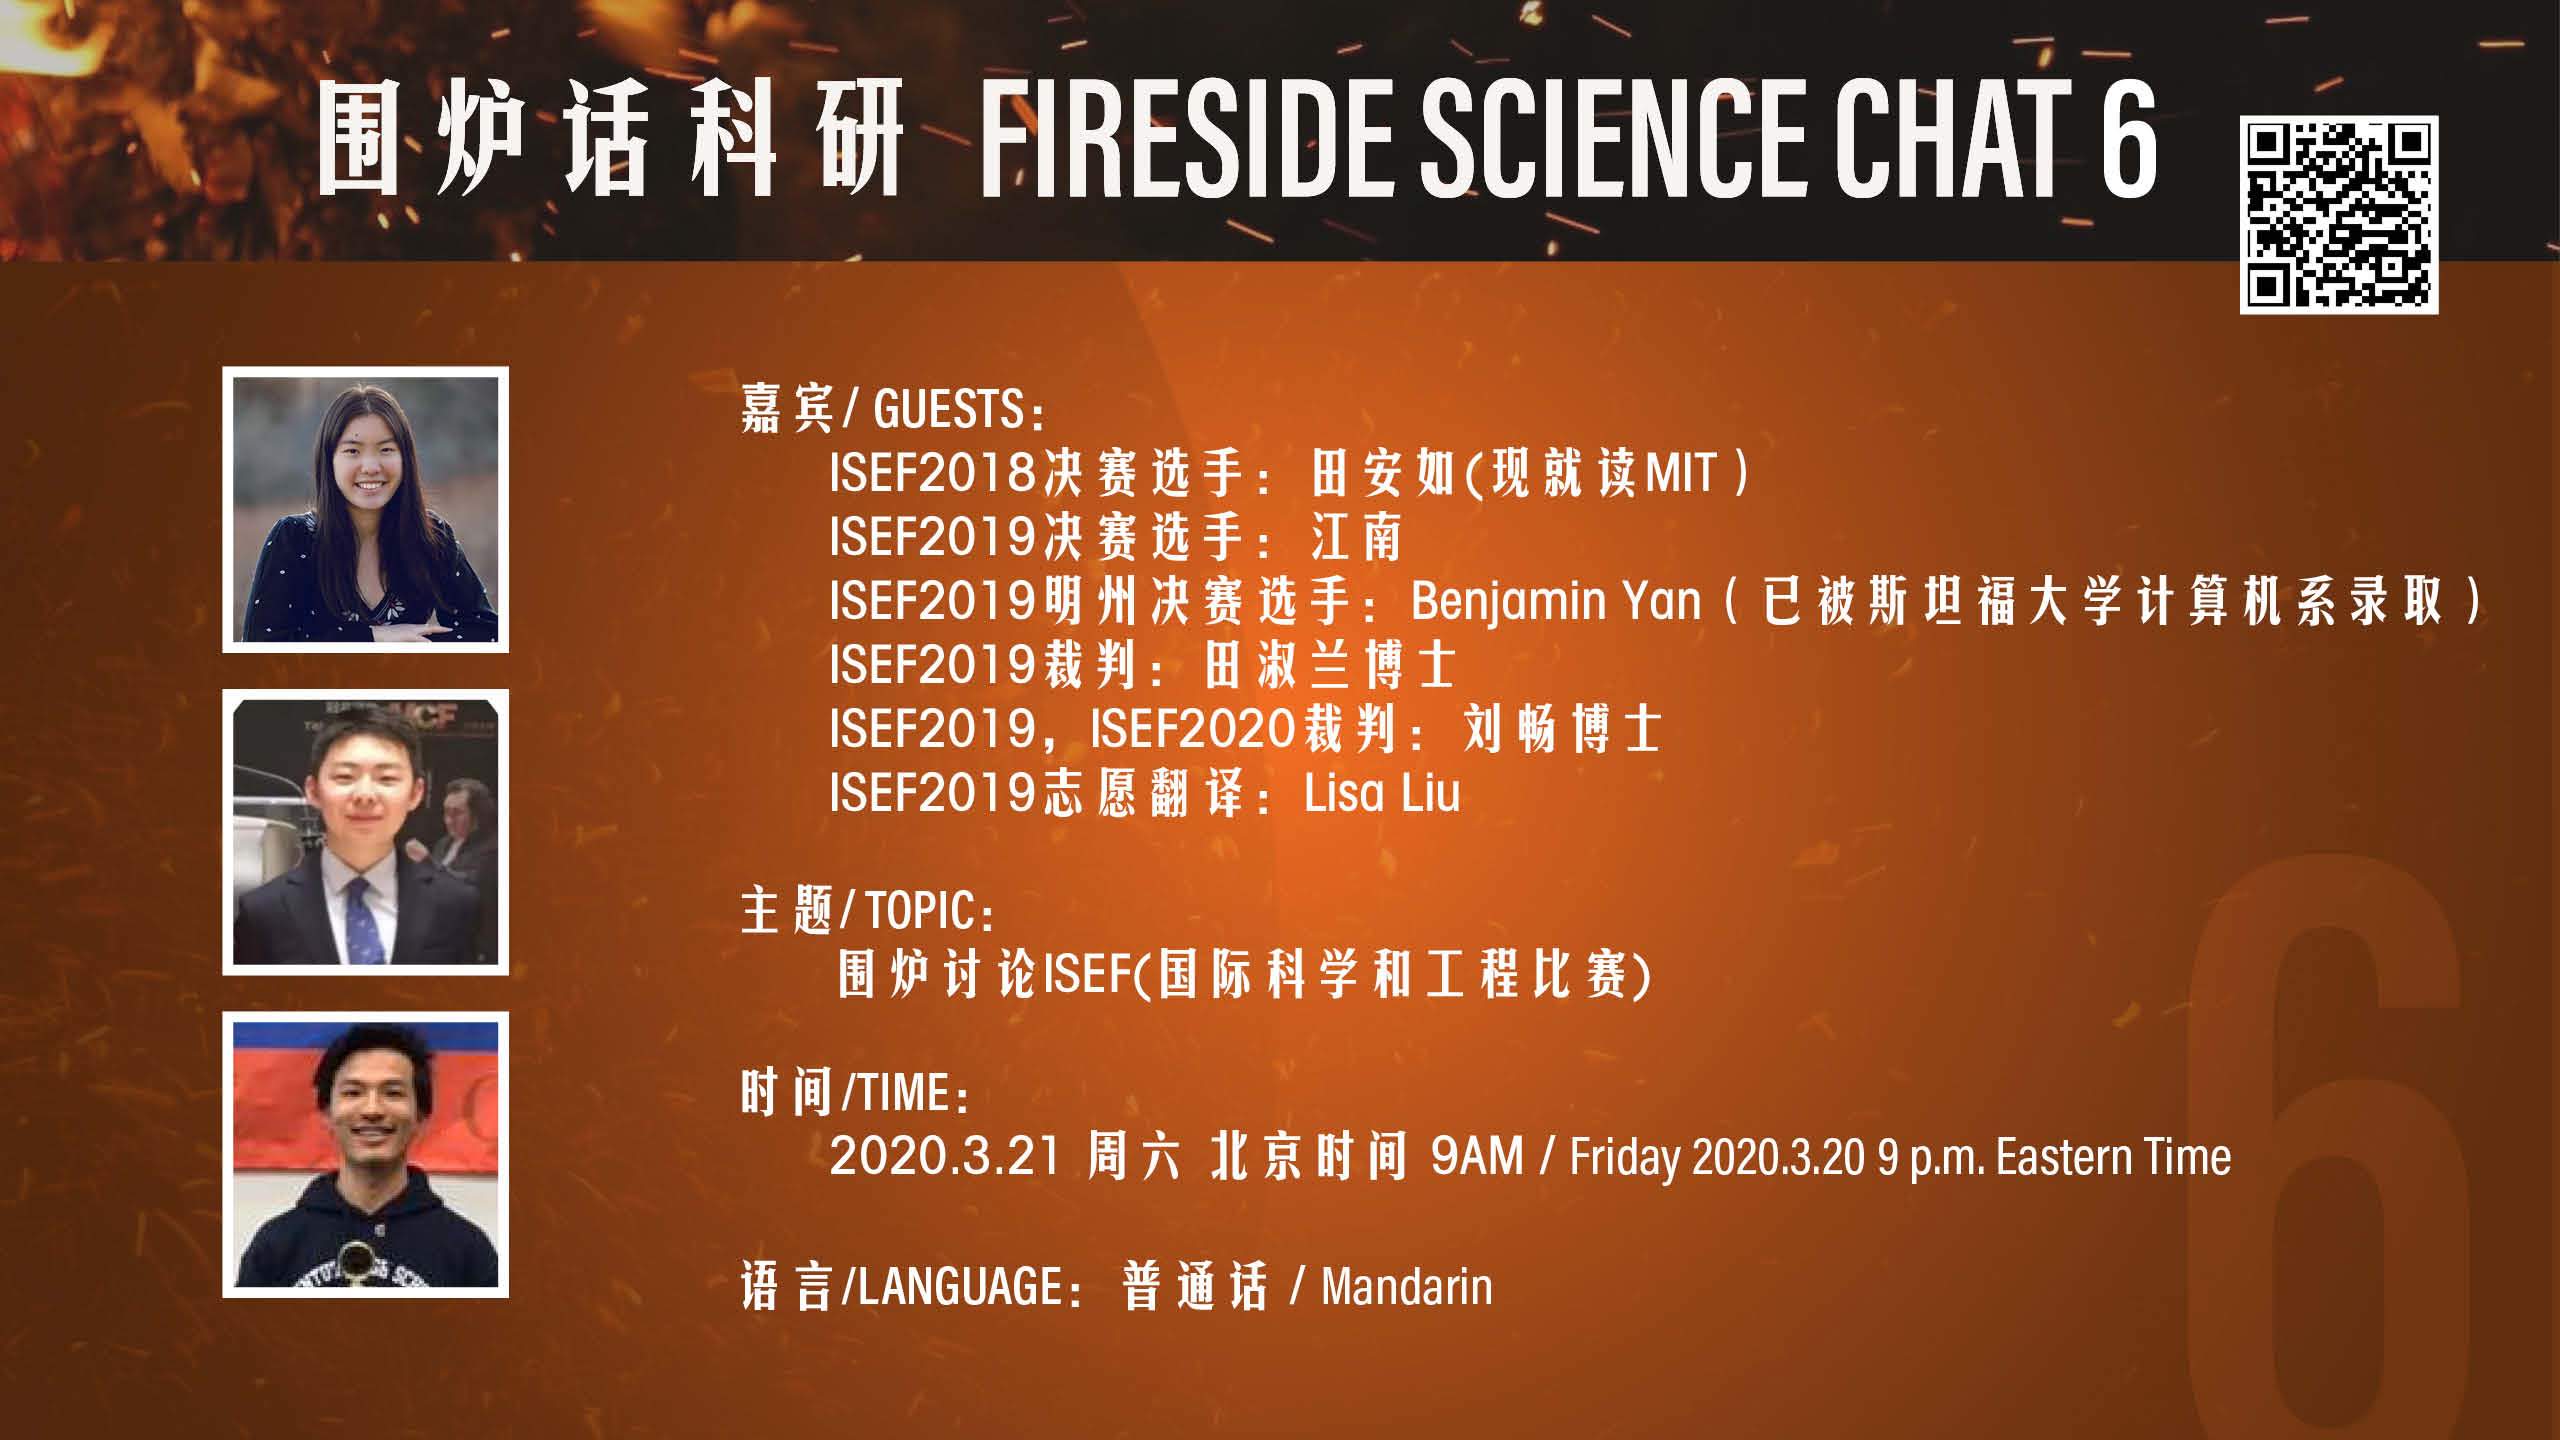 围炉话科研 FIRESIDE SCIENCE CHAT 6
嘉宾/ GUESTS：
ISEF2018决赛选手：田安如(现就读MIT）
ISEF2019决赛选手：江南
ISEF2019明州决赛选手：Benjamin Yan（已被斯坦福大学计算机系录取）
ISEF2019裁判：田淑兰博士
ISEF2019，ISEF2020裁判：刘畅博士
ISEF2019志愿翻译：Lisa Liu
主题/ TOPIC：
围炉讨论ISEF(国际科学和工程比赛)
时间/TIME：
2020.3.21 周六 北京时间 9AM / Friday 2020.3.20 9 p.m. Eastern Time
语言/LANGUAGE：普通话 / Mandarin
6